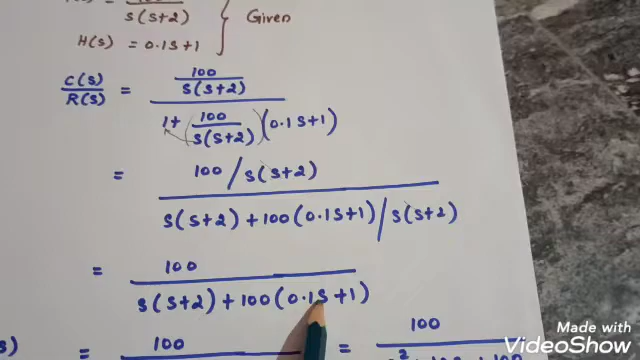 s(s+2)
H(s) = 0.1s+1
Given
C(s)/R(s) = (100/s(s+2)) / (1+(100/s(s+2))(0.1s+1))
= 100/s(s+2) / s(s+2)+100(0.1s+1)/s(s+2)
= 100 / s(s+2)+100(0.1s+1)
s) = 100 = 100
Made with
VideoShow